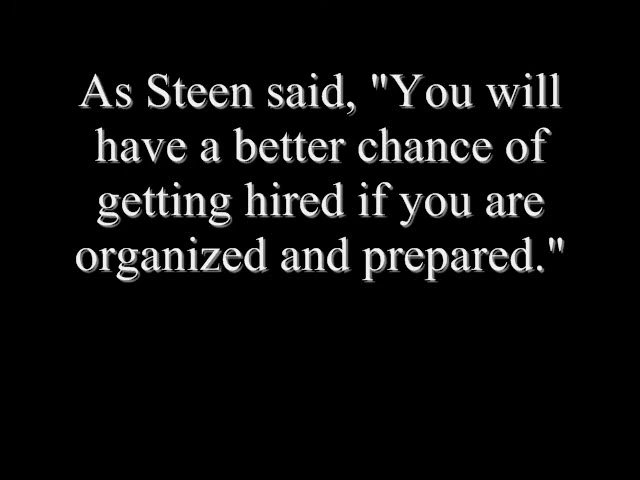 As Steen said, "You will
have a better chance of
getting hired if you are
organized and prepared."